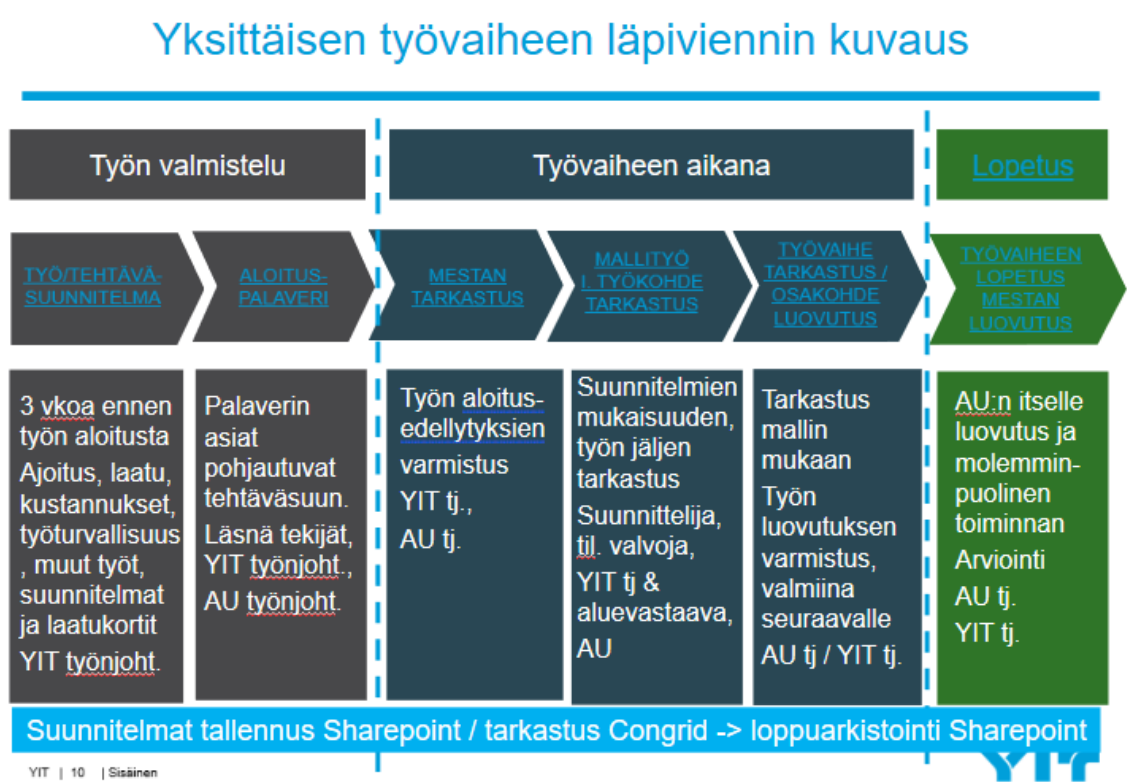 Yksittäisen työvaiheen läpiviennin kuvaus
Työn valmistelu
Työvaiheen aikana
Lopetus
TYÖ/TEHTÄVÄ-
SUUNNITELMA
ALOITUS-
PALAVERI
MESTAN
TARKASTUS
MALLITYÖ
I. TYÖKOHDE
TARKASTUS
TYÖVAIHE
TARKASTUS /
OSAKOHDE
LUOVUTUS
TYÖVAIHEEN
LOPETUS
MESTAN
LUOVUTUS
3 vkoa ennen
työn aloitusta
Ajoitus, laatu,
kustannukset,
työturvallisuus
, muut työt,
suunnitelmat
ja laatukortit
YIT työnjoht.
Palaverin
asiat
pohjautuvat
tehtäväsuun.
Läsnä tekijät,
YIT työnjoht.,
AU työnjoht.
Työn aloitus-
edellytyksien
varmistus
YIT tj.,
AU tj.
Suunnitelmien
mukaisuuden,
työn jäljen
tarkastus
Suunnittelija,
til. valvoja,
YIT tj &
aluevastaava,
AU
Tarkastus
mallin
mukaan
Työn
luovutuksen
varmistus,
valmiina
seuraavalle
AU tj / YIT tj.
AU:n itselle
luovutus ja
molemmin-
puolinen
toiminnan
Arviointi
AU tj.
YIT tj.
Suunnitelmat tallennus Sharepoint / tarkastus Congrid -> loppuarkistointi Sharepoint
YIT | 10 | Sisäinen
YIT